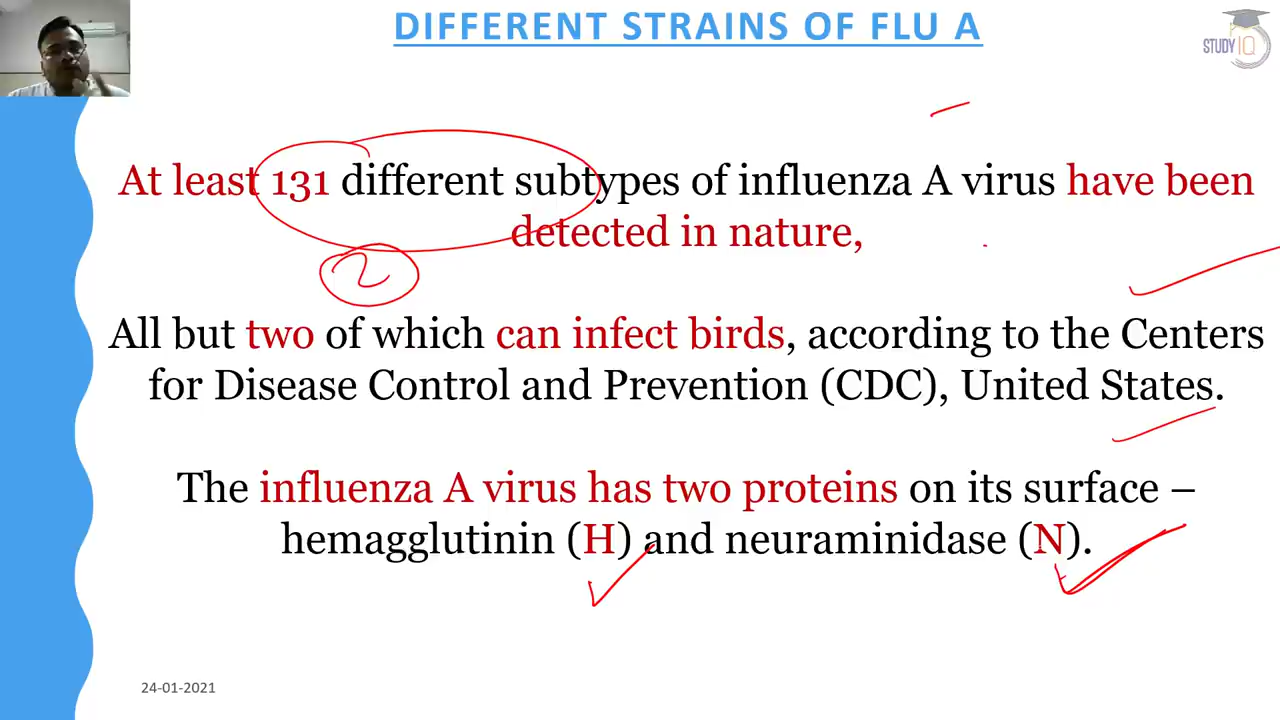 DIFFERENT STRAINS OF FLU A
STUDY IQ
At least 131 different subtypes of influenza A virus have been
detected in nature,
2
All but two of which can infect birds, according to the Centers
for Disease Control and Prevention (CDC), United States.
The influenza A virus has two proteins on its surface –
hemagglutinin (H) and neuraminidase (N).
24-01-2021